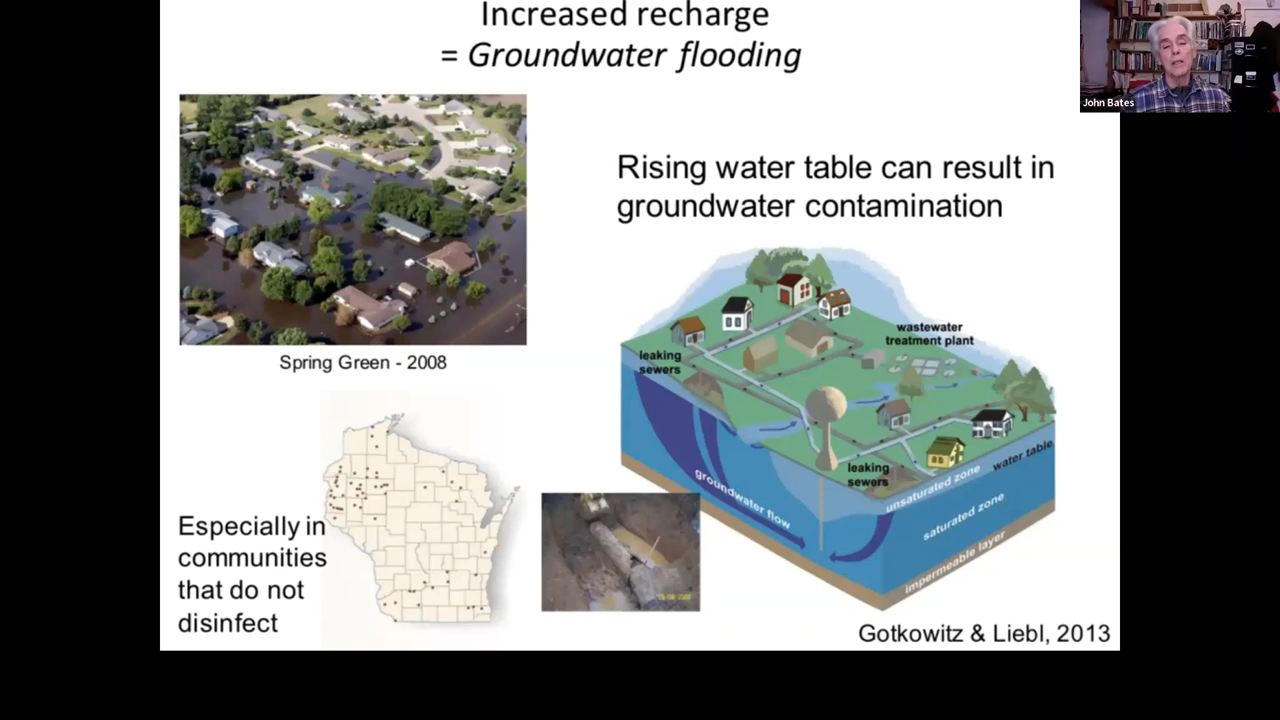 Increased recharge
= Groundwater flooding
John Bates
Rising water table can result in
groundwater contamination
Spring Green - 2008
wastewater
treatment plant
leaking
sewers
leaking
sewers
water table
unsaturated zone
saturated zone
groundwater flow
impermeable layer
Especially in
communities
that do not
disinfect
Gotkowitz & Liebl, 2013